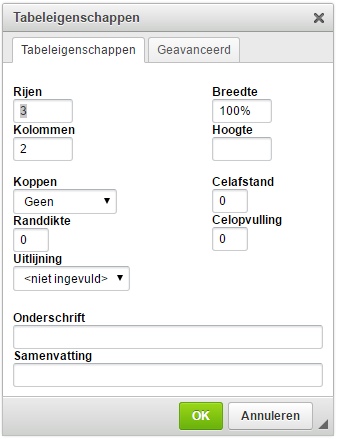 Tabeleigenschappen
Tabeleigenschappen Geavanceerd
Rijen Breedte
3 100%
Kolommen Hoogte
2
Koppen Celafstand
Geen 0
Randdikte Celopvulling
0 0
Uitlijning
<niet ingevuld>
Onderschrift
Samenvatting
OK Annuleren